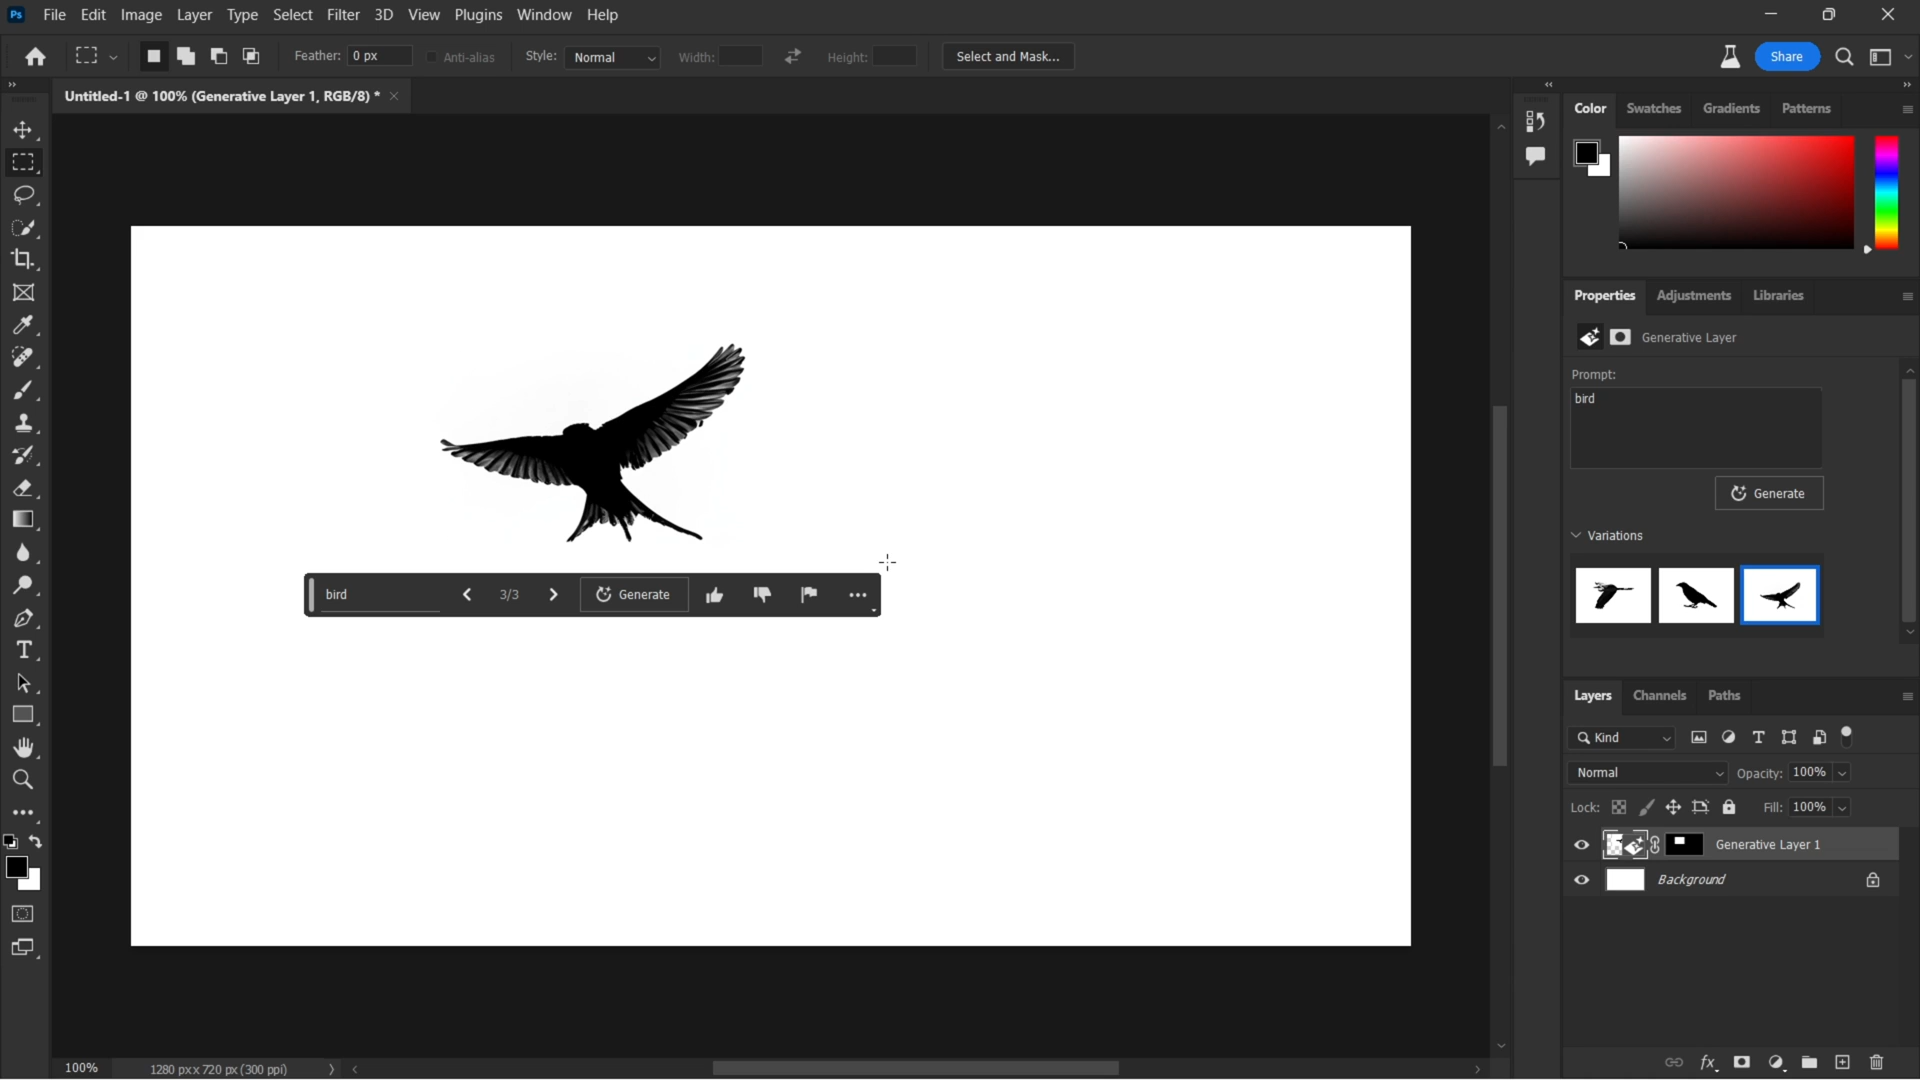 Ps File Edit Image Layer Type Select Filter 3D View Plugins Window Help
Feather: 0 px Anti-alias Style: Normal Width: Height: Select and Mask... Share
Untitled-1 @ 100% (Generative Layer 1, RGB/8) *
Color Swatches Gradients Patterns
Properties Adjustments Libraries
Generative Layer
Prompt:
bird
Generate
Variations
bird 3/3 Generate
Layers Channels Paths
Kind
Normal Opacity: 100%
Lock: Fill: 100%
Generative Layer 1
Background
100% 1280 px x 720 px (300 ppi)